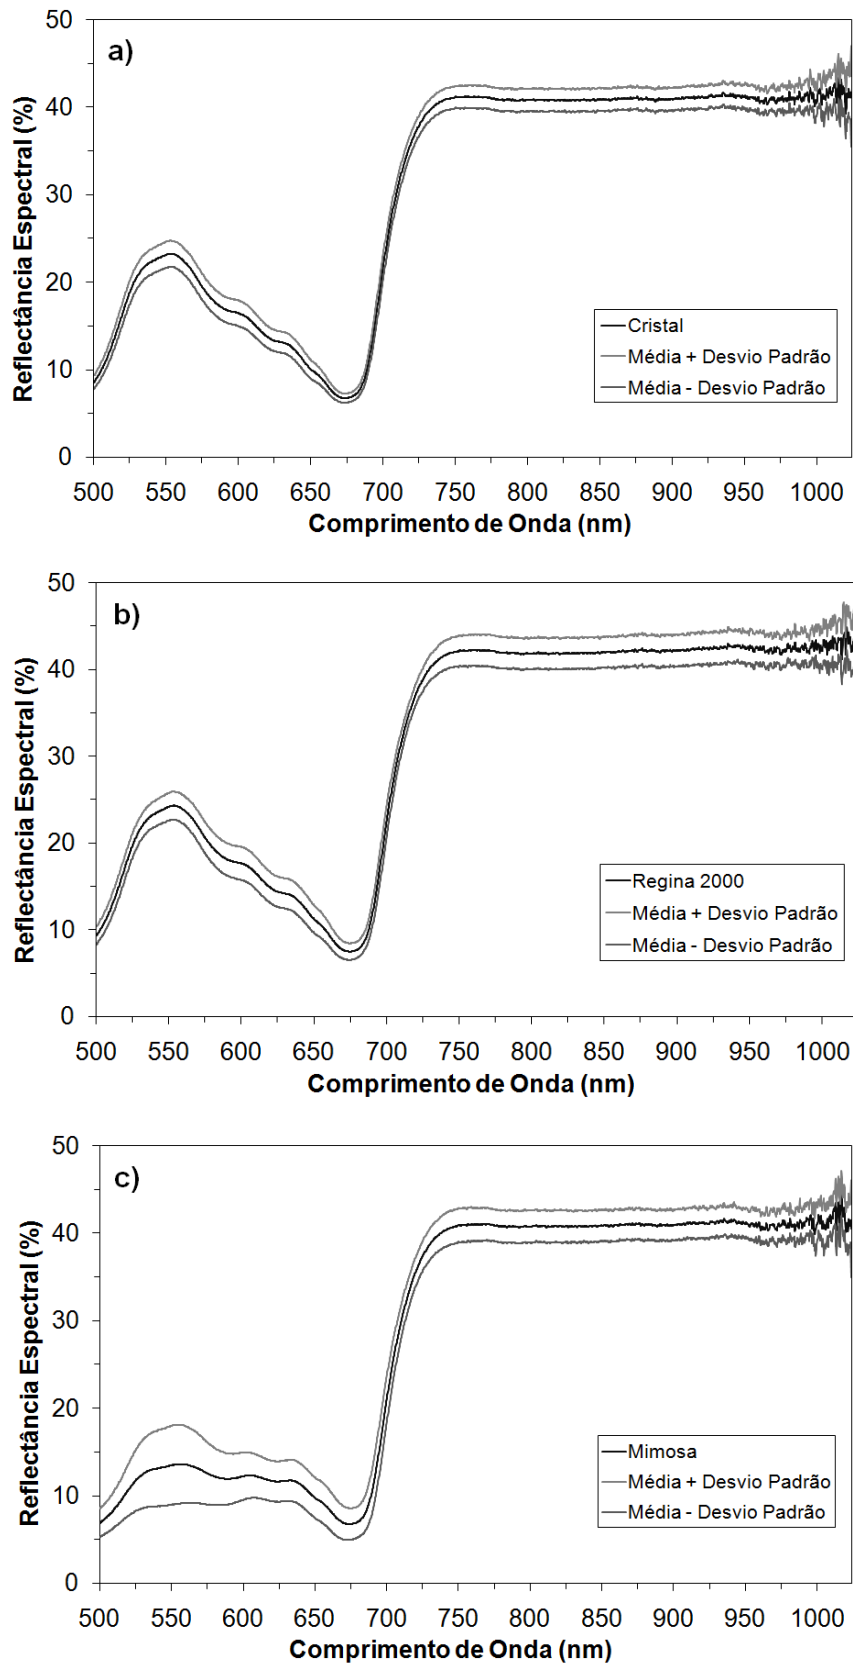 a)
Reflectância Espectral (%)
50
40
30
20
10
0
Cristal
Média + Desvio Padrão
Média - Desvio Padrão
500 550 600 650 700 750 800 850 900 950 1000
Comprimento de Onda (nm)
b)
Reflectância Espectral (%)
50
40
30
20
10
0
Regina 2000
Média + Desvio Padrão
Média - Desvio Padrão
500 550 600 650 700 750 800 850 900 950 1000
Comprimento de Onda (nm)
c)
Reflectância Espectral (%)
50
40
30
20
10
0
Mimosa
Média + Desvio Padrão
Média - Desvio Padrão
500 550 600 650 700 750 800 850 900 950 1000
Comprimento de Onda (nm)